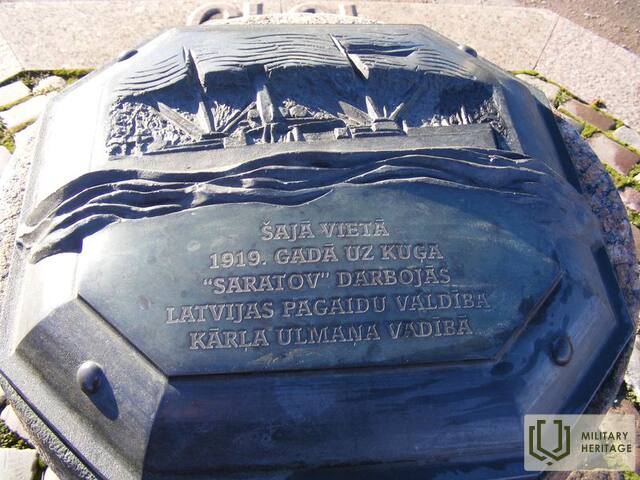 ŠAJĀ VIETĀ
1919. GADĀ UZ KUĢA
"SARATOV" DARBOJĀS
LATVIJAS PAGAIDU VALDĪBA
KĀRĻA ULMAŅA VADĪBĀ
MILITARY
HERITAGE